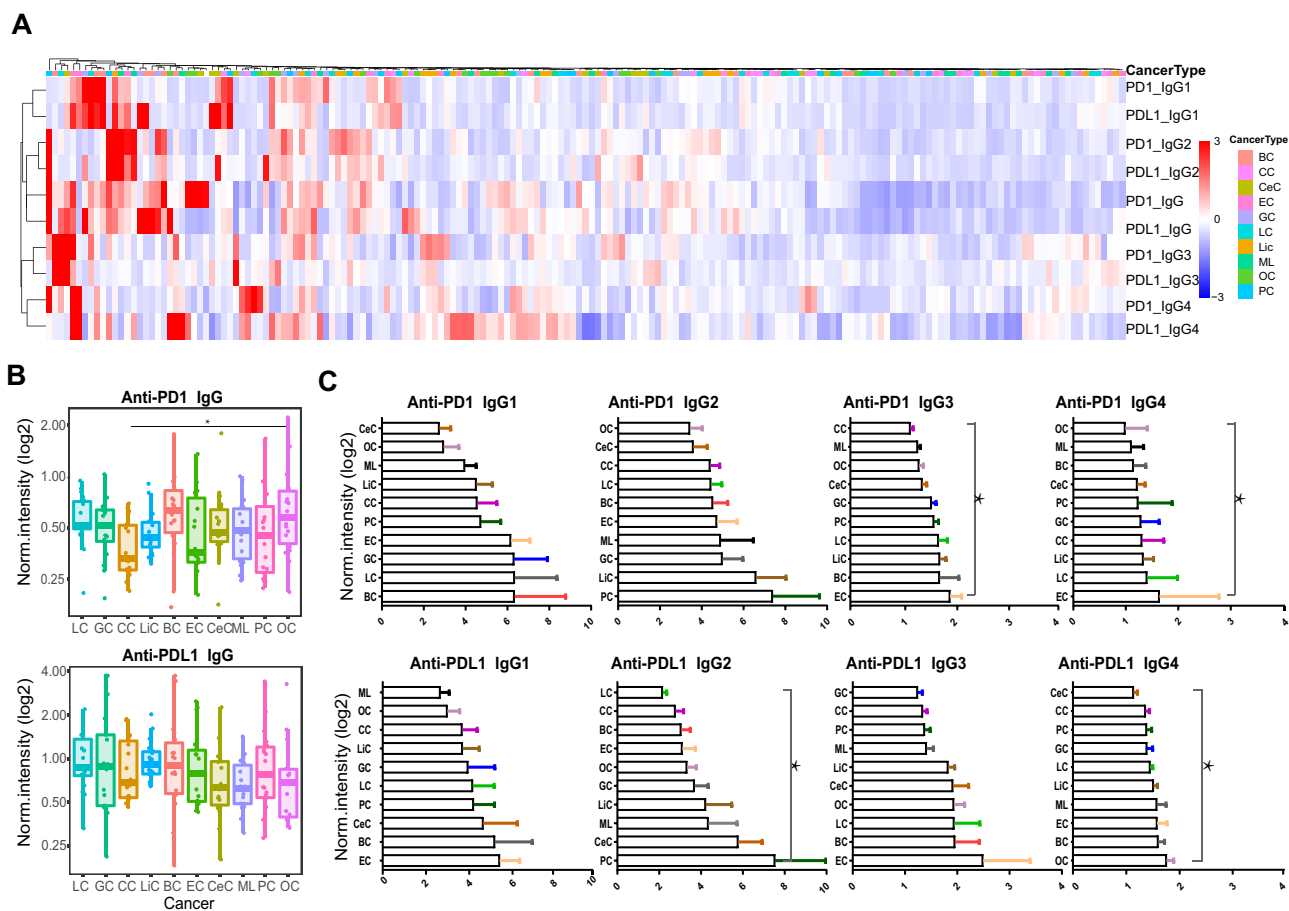 A
CancerType
PD1_IgG1
PDL1_IgG1
PD1_IgG2
PDL1_IgG2
PD1_IgG
PDL1_IgG
PD1_IgG3
PDL1_IgG3
PD1_IgG4
PDL1_IgG4
3
0
−3
CancerType
BC
CC
CeC
EC
GC
LC
Lic
ML
OC
PC
B
Anti-PD1 IgG
Norm.intensity (log2)
2.00
1.00
0.50
0.25
*
LC GC CC LiC BC EC CeC ML PC OC
Anti-PDL1 IgG
Norm.intensity (log2)
4.00
2.00
1.00
0.50
0.25
LC GC CC LiC BC EC CeC ML PC OC
Cancer
C
Norm.intensity (log2)
Anti-PD1 IgG1
CeC
OC
ML
LiC
CC
PC
EC
GC
LC
BC
0 2 4 6 8 10
Anti-PD1 IgG2
OC
CeC
CC
LC
BC
EC
ML
GC
LiC
PC
0 2 4 6 8 10
Anti-PD1 IgG3
CC
ML
OC
CeC
GC
PC
LC
LiC
BC
EC
*
0 1 2 3 4
Anti-PD1 IgG4
OC
ML
BC
CeC
PC
GC
CC
LiC
LC
EC
*
0 1 2 3 4
Norm.intensity (log2)
Anti-PDL1 IgG1
ML
OC
CC
LiC
GC
LC
PC
CeC
BC
EC
0 2 4 6 8 10
Anti-PDL1 IgG2
LC
CC
BC
EC
OC
GC
LiC
ML
CeC
PC
*
0 2 4 6 8 10
Anti-PDL1 IgG3
GC
CC
PC
ML
LiC
CeC
OC
LC
BC
EC
0 1 2 3 4
Anti-PDL1 IgG4
CeC
CC
PC
GC
LC
LiC
ML
EC
BC
OC
*
0 1 2 3 4